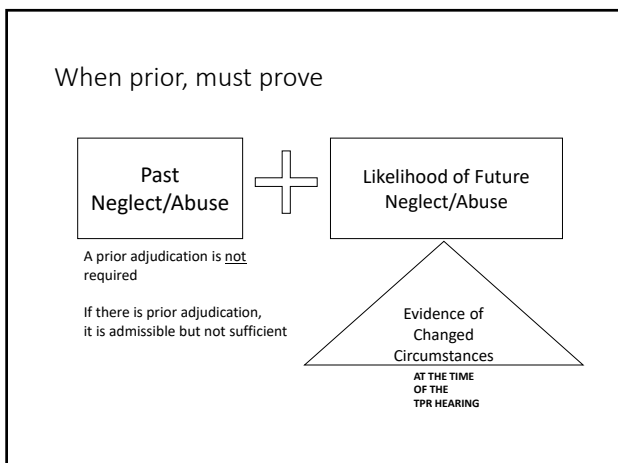 When prior, must prove
Past
Neglect/Abuse
Likelihood of Future
Neglect/Abuse
A prior adjudication is not
required
If there is prior adjudication,
it is admissible but not sufficient
Evidence of
Changed
Circumstances
AT THE TIME
OF THE
TPR HEARING